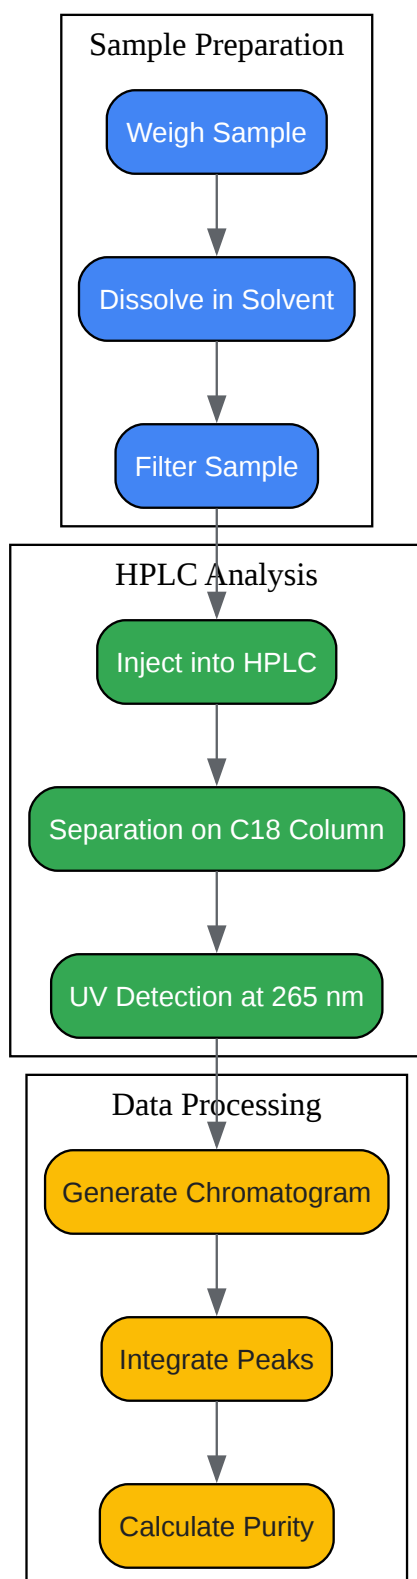 Sample Preparation
Weigh Sample
Dissolve in Solvent
Filter Sample
HPLC Analysis
Inject into HPLC
Separation on C18 Column
UV Detection at 265 nm
Data Processing
Generate Chromatogram
Integrate Peaks
Calculate Purity